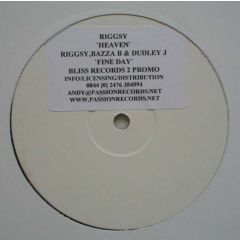 RIGGSY
"HEAVEN"
RIGGSY,BAZZA B & DUDLEY J
"FINE DAY"
BLISS RECORDS 2 PROMO
INFO/LICENSING/DISTRIBUTION
0044 [0] 2476 384894
ANDY@PASSIONRECORDS.NET
WWW.PASSIONRECORDS.NET